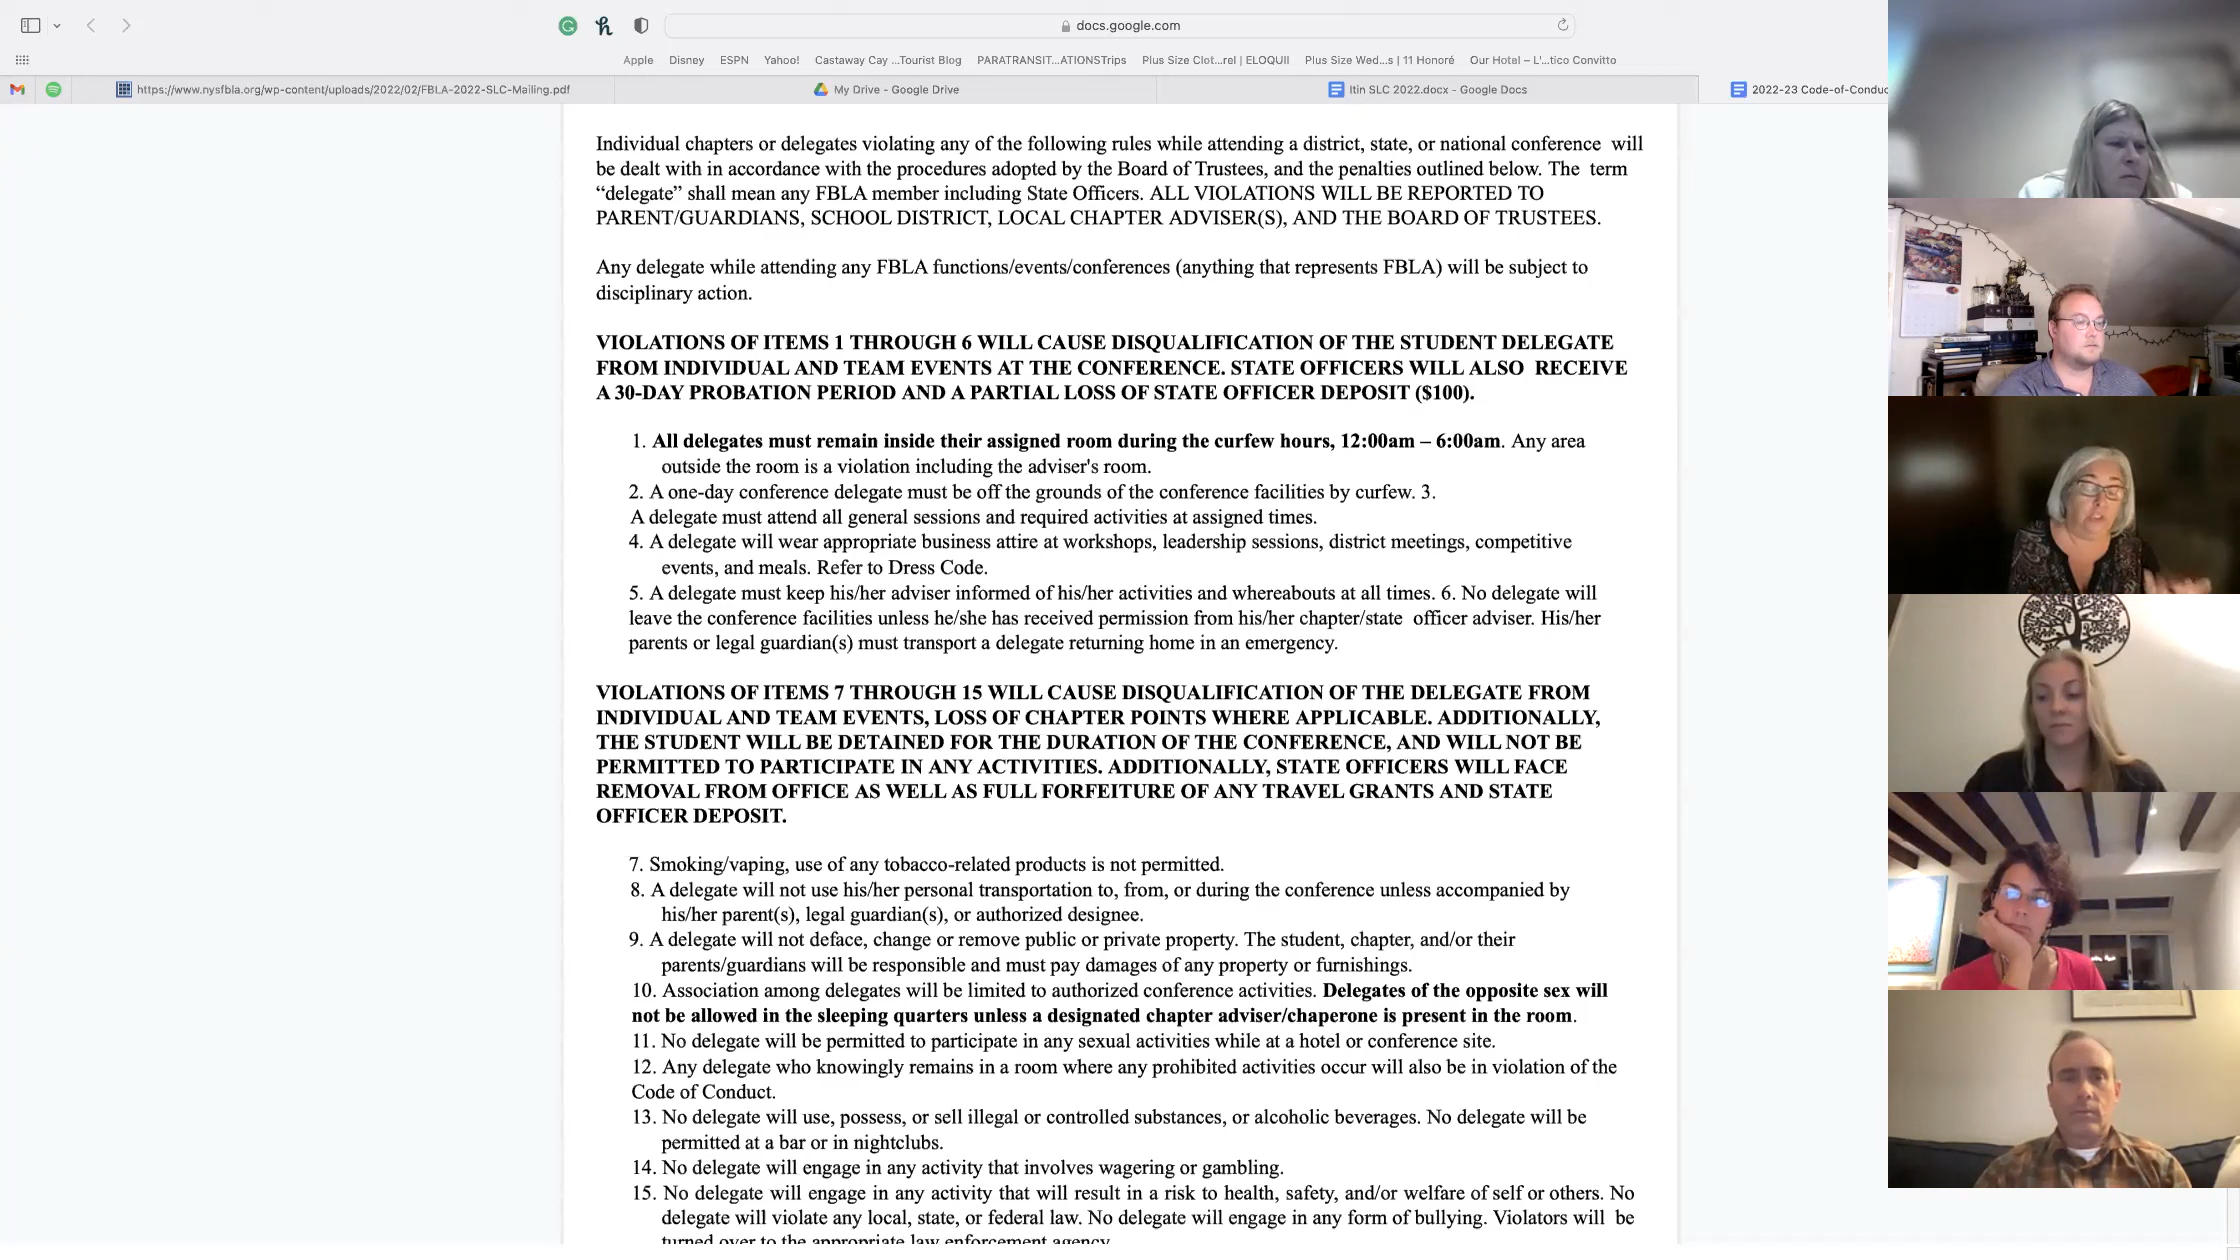 docs.google.com
Apple Disney ESPN Yahoo! Castaway Cay ...Tourist Blog PARATRANSIT...ATIONSTrips Plus Size Clot...rel | ELOQUII Plus Size Wed...s | 11 Honoré Our Hotel – L'...tico Convitto
https://www.nysfbla.org/wp-content/uploads/2022/02/FBLA-2022-SLC-Mailing.pdf My Drive - Google Drive Itin SLC 2022.docx - Google Docs 2022-23 Code-of-Conduc
Individual chapters or delegates violating any of the following rules while attending a district, state, or national conference will
be dealt with in accordance with the procedures adopted by the Board of Trustees, and the penalties outlined below. The term
“delegate” shall mean any FBLA member including State Officers. ALL VIOLATIONS WILL BE REPORTED TO
PARENT/GUARDIANS, SCHOOL DISTRICT, LOCAL CHAPTER ADVISER(S), AND THE BOARD OF TRUSTEES.
Any delegate while attending any FBLA functions/events/conferences (anything that represents FBLA) will be subject to
disciplinary action.
VIOLATIONS OF ITEMS 1 THROUGH 6 WILL CAUSE DISQUALIFICATION OF THE STUDENT DELEGATE
FROM INDIVIDUAL AND TEAM EVENTS AT THE CONFERENCE. STATE OFFICERS WILL ALSO RECEIVE
A 30-DAY PROBATION PERIOD AND A PARTIAL LOSS OF STATE OFFICER DEPOSIT ($100).
1. All delegates must remain inside their assigned room during the curfew hours, 12:00am – 6:00am. Any area
outside the room is a violation including the adviser's room.
2. A one-day conference delegate must be off the grounds of the conference facilities by curfew. 3.
A delegate must attend all general sessions and required activities at assigned times.
4. A delegate will wear appropriate business attire at workshops, leadership sessions, district meetings, competitive
events, and meals. Refer to Dress Code.
5. A delegate must keep his/her adviser informed of his/her activities and whereabouts at all times. 6. No delegate will
leave the conference facilities unless he/she has received permission from his/her chapter/state officer adviser. His/her
parents or legal guardian(s) must transport a delegate returning home in an emergency.
VIOLATIONS OF ITEMS 7 THROUGH 15 WILL CAUSE DISQUALIFICATION OF THE DELEGATE FROM
INDIVIDUAL AND TEAM EVENTS, LOSS OF CHAPTER POINTS WHERE APPLICABLE. ADDITIONALLY,
THE STUDENT WILL BE DETAINED FOR THE DURATION OF THE CONFERENCE, AND WILL NOT BE
PERMITTED TO PARTICIPATE IN ANY ACTIVITIES. ADDITIONALLY, STATE OFFICERS WILL FACE
REMOVAL FROM OFFICE AS WELL AS FULL FORFEITURE OF ANY TRAVEL GRANTS AND STATE
OFFICER DEPOSIT.
7. Smoking/vaping, use of any tobacco-related products is not permitted.
8. A delegate will not use his/her personal transportation to, from, or during the conference unless accompanied by
his/her parent(s), legal guardian(s), or authorized designee.
9. A delegate will not deface, change or remove public or private property. The student, chapter, and/or their
parents/guardians will be responsible and must pay damages of any property or furnishings.
10. Association among delegates will be limited to authorized conference activities. Delegates of the opposite sex will
not be allowed in the sleeping quarters unless a designated chapter adviser/chaperone is present in the room.
11. No delegate will be permitted to participate in any sexual activities while at a hotel or conference site.
12. Any delegate who knowingly remains in a room where any prohibited activities occur will also be in violation of the
Code of Conduct.
13. No delegate will use, possess, or sell illegal or controlled substances, or alcoholic beverages. No delegate will be
permitted at a bar or in nightclubs.
14. No delegate will engage in any activity that involves wagering or gambling.
15. No delegate will engage in any activity that will result in a risk to health, safety, and/or welfare of self or others. No
delegate will violate any local, state, or federal law. No delegate will engage in any form of bullying. Violators will be
turned over to the appropriate law enforcement agency.